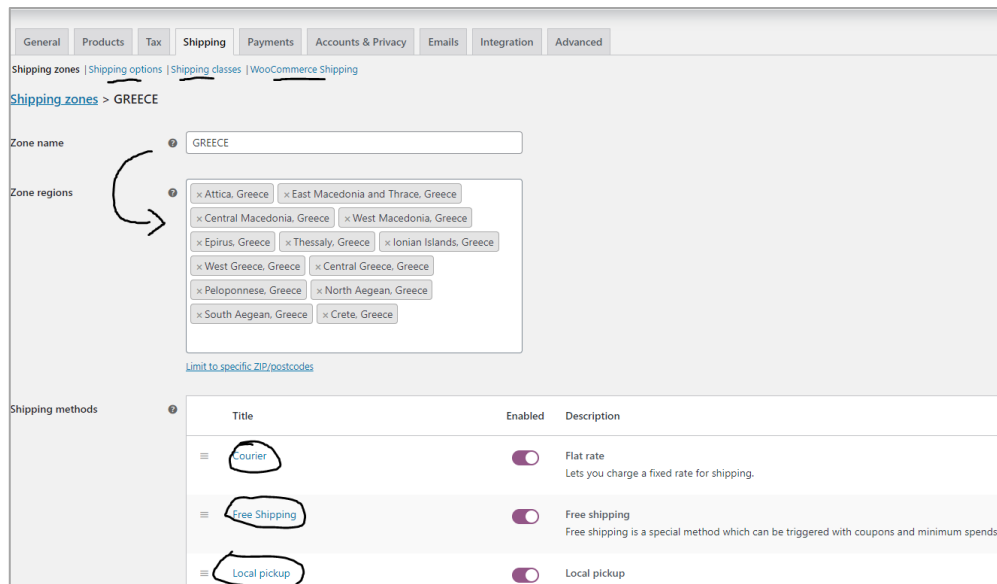 General Products Tax Shipping Payments Accounts & Privacy Emails Integration Advanced
Shipping zones | Shipping options | Shipping classes | WooCommerce Shipping
Shipping zones > GREECE
Zone name ? GREECE
Zone regions ? × Attica, Greece × East Macedonia and Thrace, Greece
× Central Macedonia, Greece × West Macedonia, Greece
× Epirus, Greece × Thessaly, Greece × Ionian Islands, Greece
× West Greece, Greece × Central Greece, Greece
× Peloponnese, Greece × North Aegean, Greece
× South Aegean, Greece × Crete, Greece
Limit to specific ZIP/postcodes
Shipping methods ? Title Enabled Description
Courier Flat rate
Lets you charge a fixed rate for shipping.
Free Shipping Free shipping
Free shipping is a special method which can be triggered with coupons and minimum spends
Local pickup Local pickup